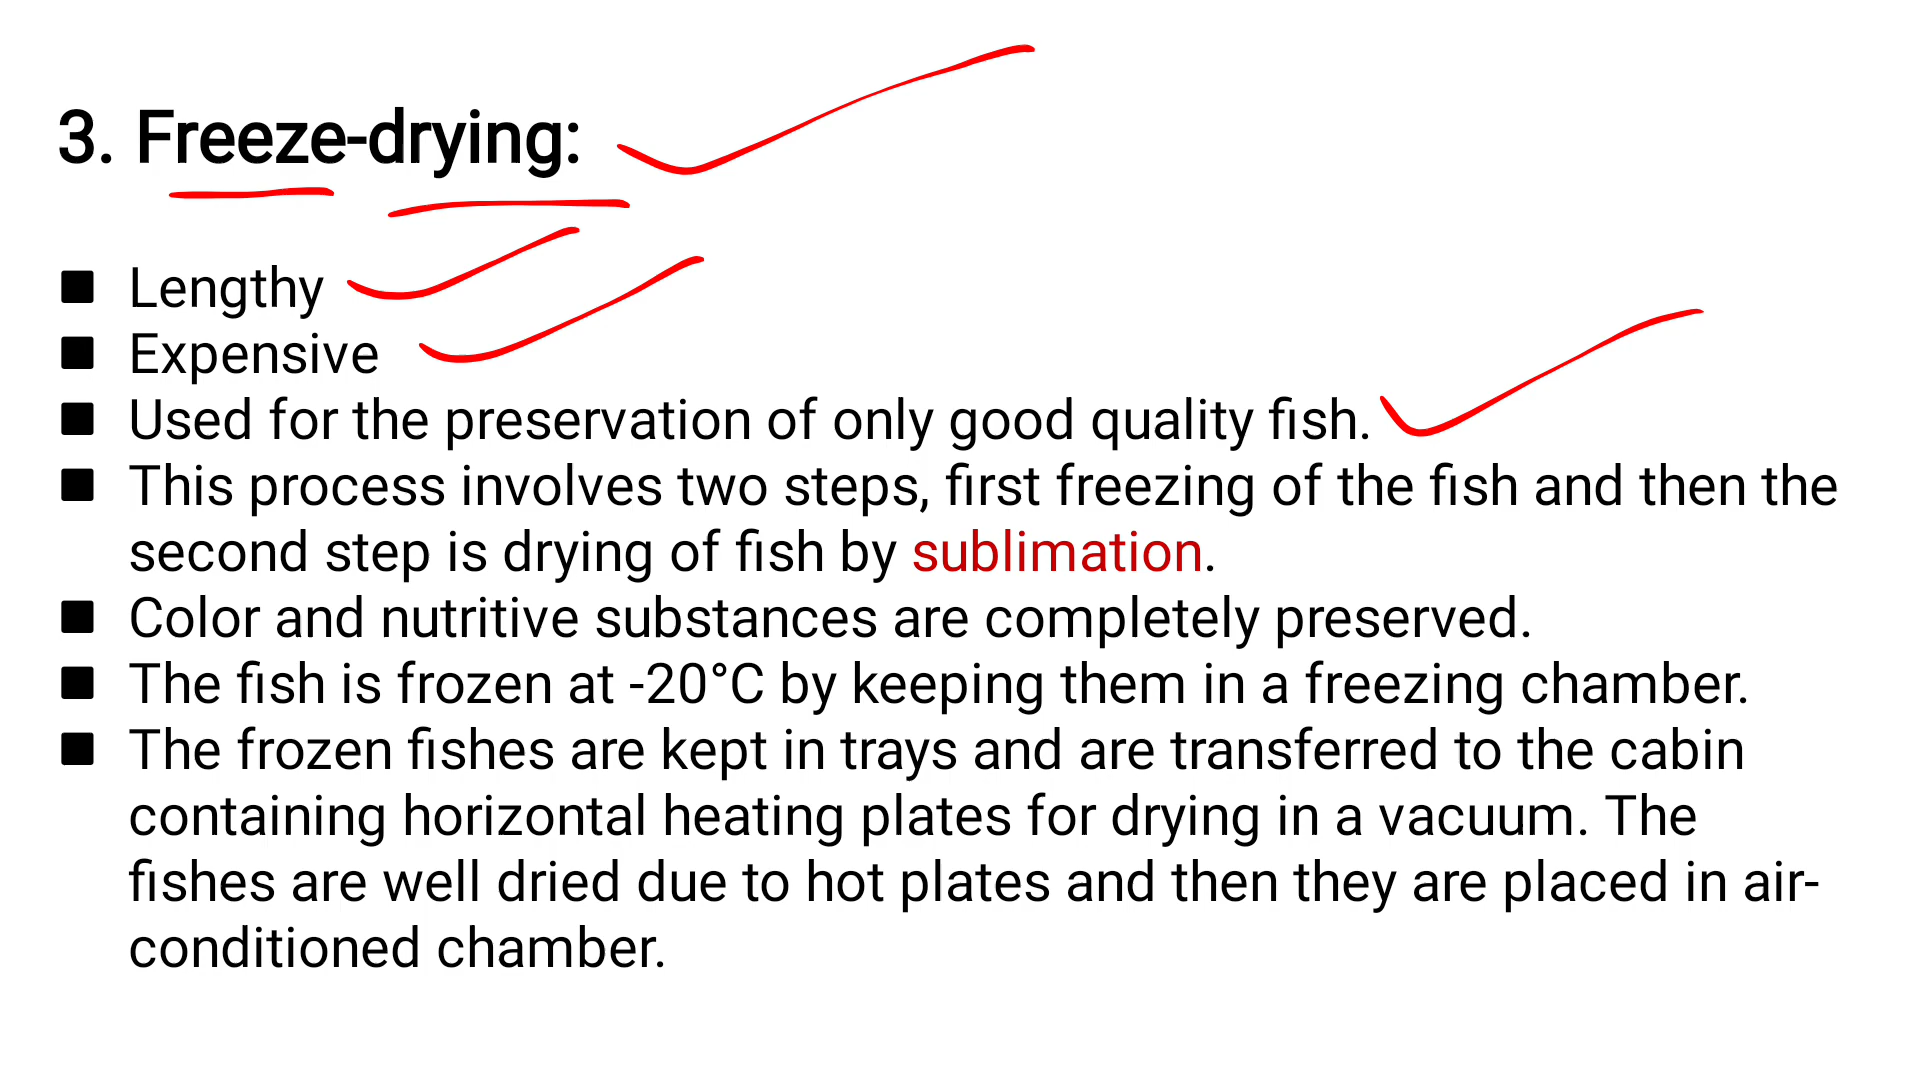 3. Freeze-drying:
■ Lengthy
■ Expensive
■ Used for the preservation of only good quality fish.
■ This process involves two steps, first freezing of the fish and then the
second step is drying of fish by sublimation.
■ Color and nutritive substances are completely preserved.
■ The fish is frozen at -20°C by keeping them in a freezing chamber.
■ The frozen fishes are kept in trays and are transferred to the cabin
containing horizontal heating plates for drying in a vacuum. The
fishes are well dried due to hot plates and then they are placed in air-
conditioned chamber.